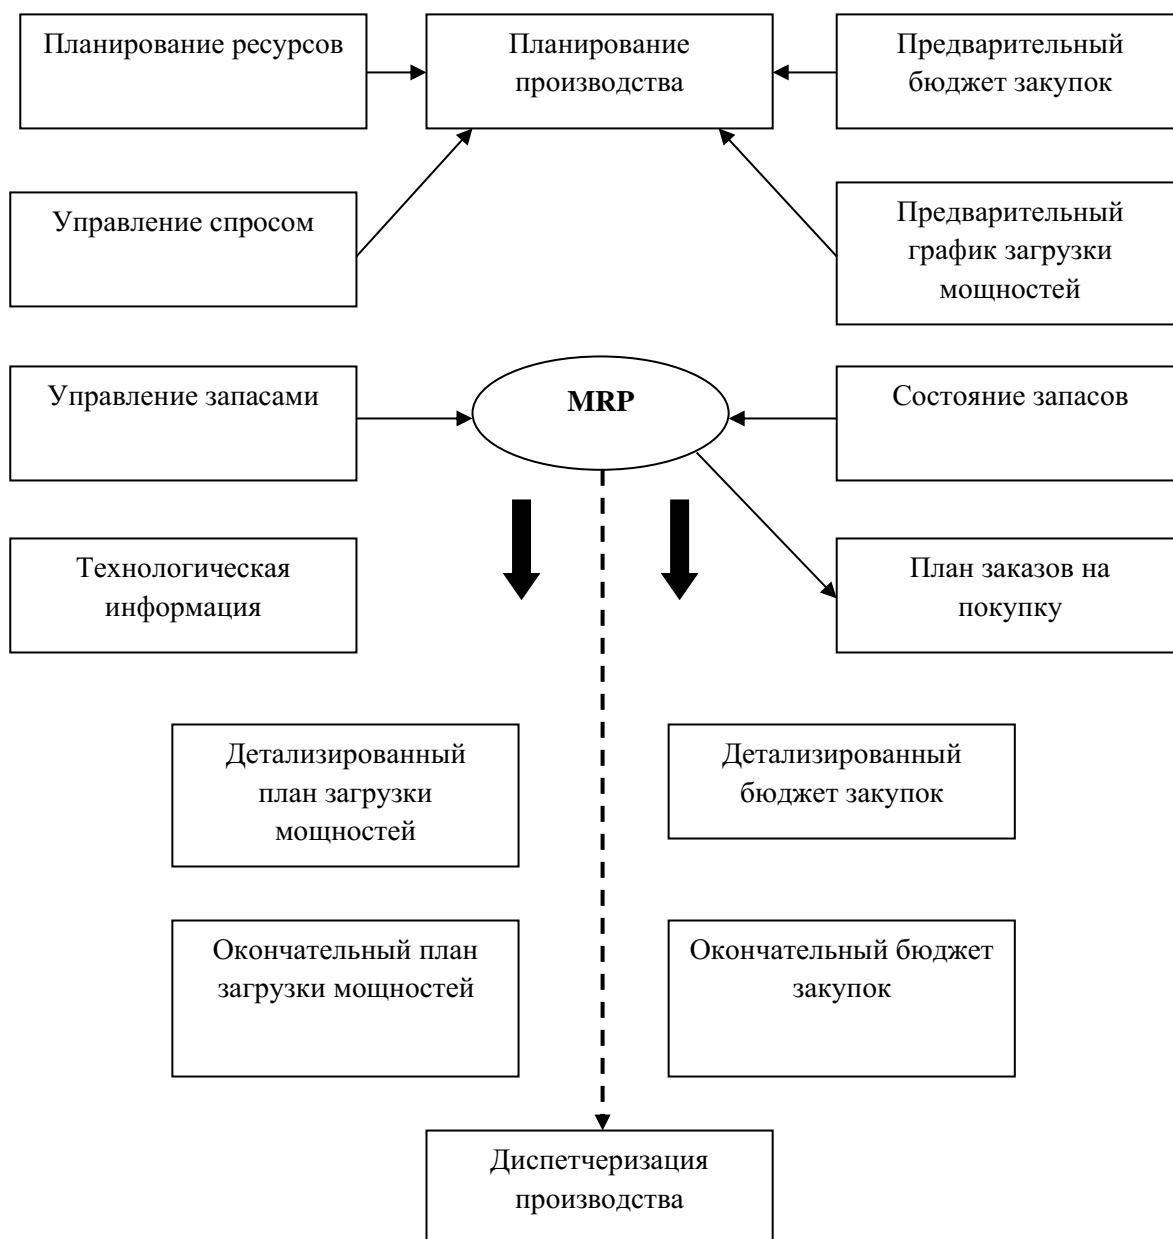 Планирование ресурсов
Планирование
производства
Предварительный
бюджет закупок
Управление спросом
Предварительный
график загрузки
мощностей
Управление запасами
MRP
Состояние запасов
Технологическая
информация
План заказов на
покупку
Детализированный
план загрузки
мощностей
Детализированный
бюджет закупок
Окончательный план
загрузки мощностей
Окончательный бюджет
закупок
Диспетчеризация
производства